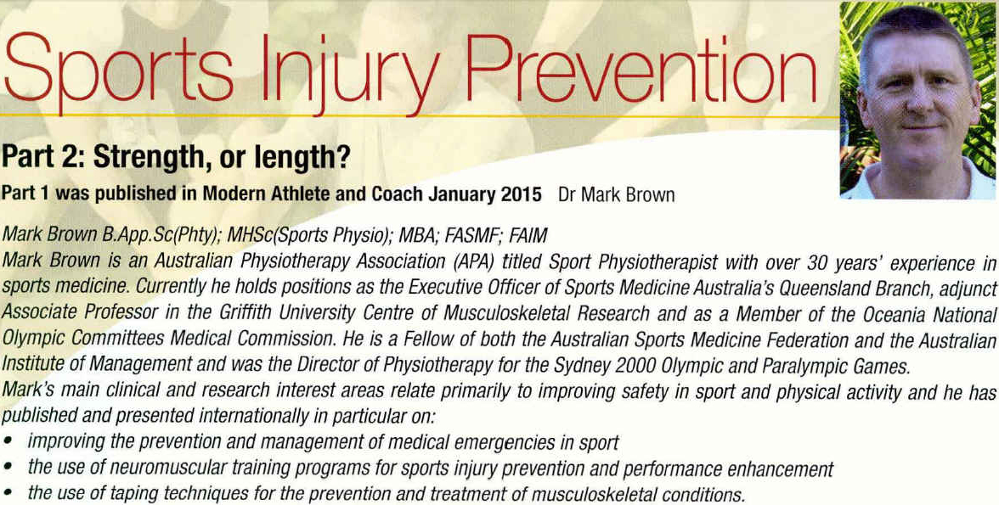 Sports Injury Prevention
Part 2: Strength, or length?
Part 1 was published in Modern Athlete and Coach January 2015 Dr Mark Brown
Mark Brown B.App.Sc(Phty); MHSc(Sports Physio); MBA; FASMF; FAIM
Mark Brown is an Australian Physiotherapy Association (APA) titled Sport Physiotherapist with over 30 years' experience in
sports medicine. Currently he holds positions as the Executive Officer of Sports Medicine Australia's Queensland Branch, adjunct
Associate Professor in the Griffith University Centre of Musculoskeletal Research and as a Member of the Oceania National
Olympic Committees Medical Commission. He is a Fellow of both the Australian Sports Medicine Federation and the Australian
Institute of Management and was the Director of Physiotherapy for the Sydney 2000 Olympic and Paralympic Games.
Mark's main clinical and research interest areas relate primarily to improving safety in sport and physical activity and he has
published and presented internationally in particular on:
• improving the prevention and management of medical emergencies in sport
• the use of neuromuscular training programs for sports injury prevention and performance enhancement
• the use of taping techniques for the prevention and treatment of musculoskeletal conditions.